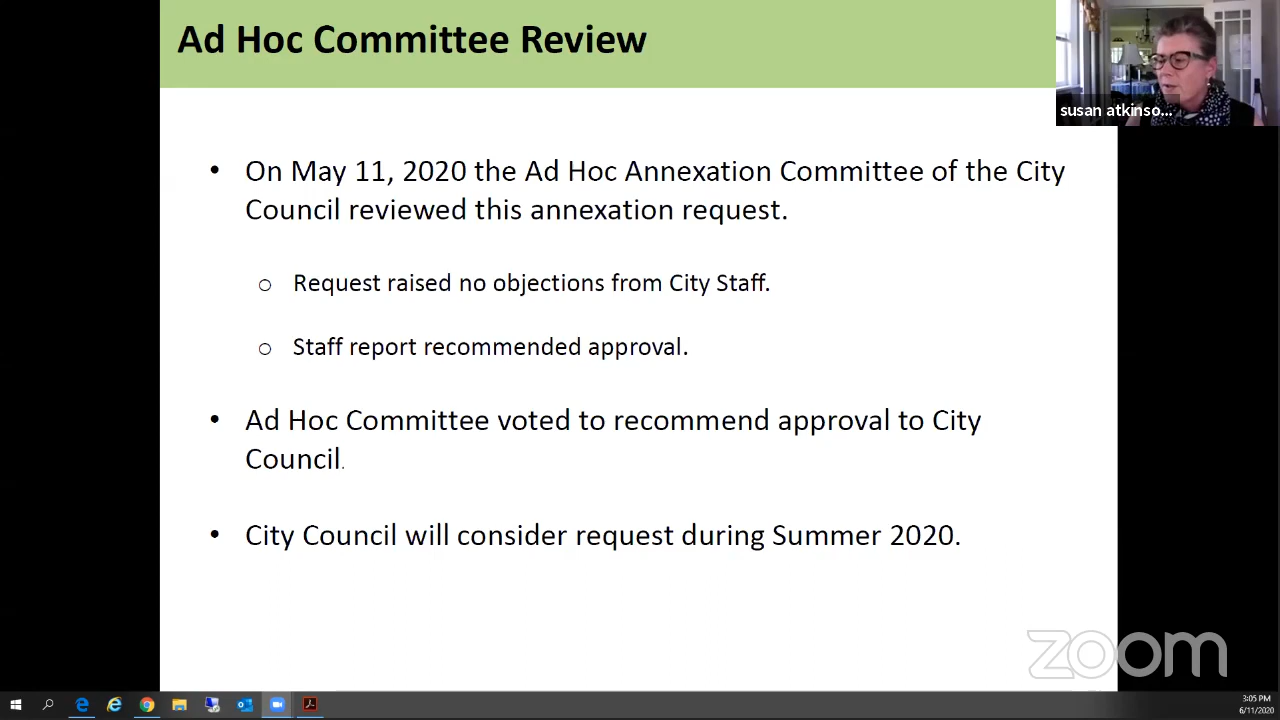 Ad Hoc Committee Review
susan atkinso...
• On May 11, 2020 the Ad Hoc Annexation Committee of the City
Council reviewed this annexation request.
o Request raised no objections from City Staff.
o Staff report recommended approval.
• Ad Hoc Committee voted to recommend approval to City
Council.
• City Council will consider request during Summer 2020.
zoom
3:05 PM
6/11/2020